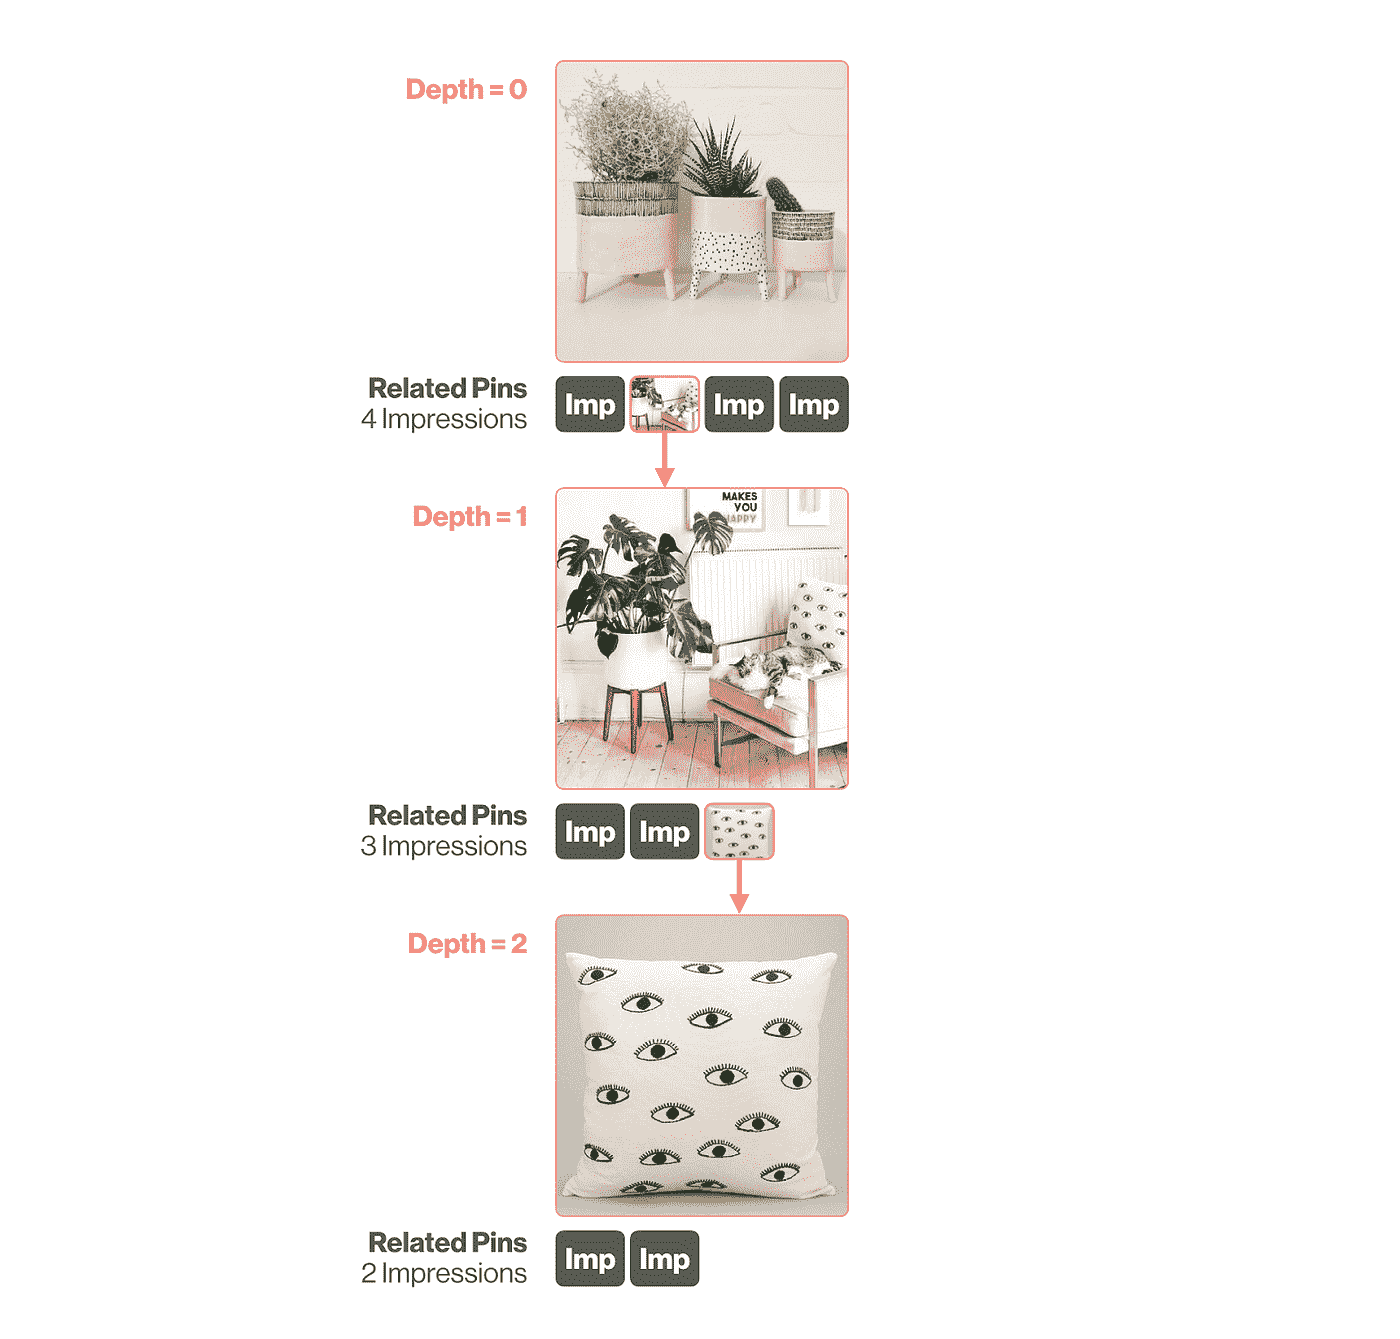 Depth = 0
Related Pins
4 Impressions
Imp
Imp
Imp
Depth = 1
MAKES
YOU
HAPPY
Related Pins
3 Impressions
Imp
Imp
Depth = 2
Related Pins
2 Impressions
Imp
Imp